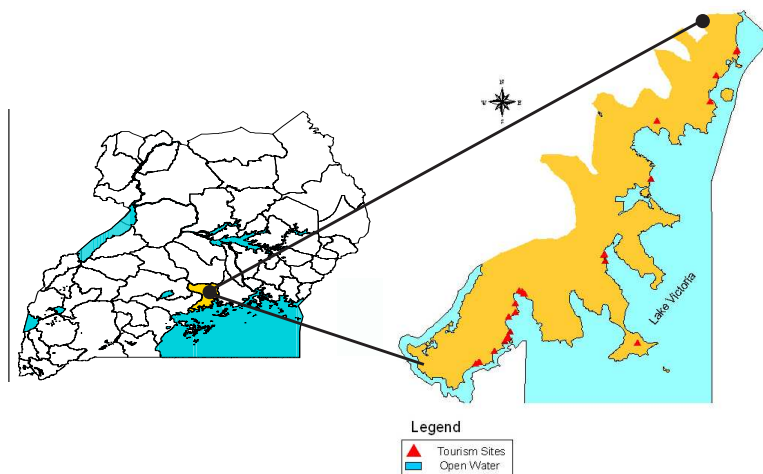 N
W E
S
Lake Victoria
Legend
Tourism Sites
Open Water